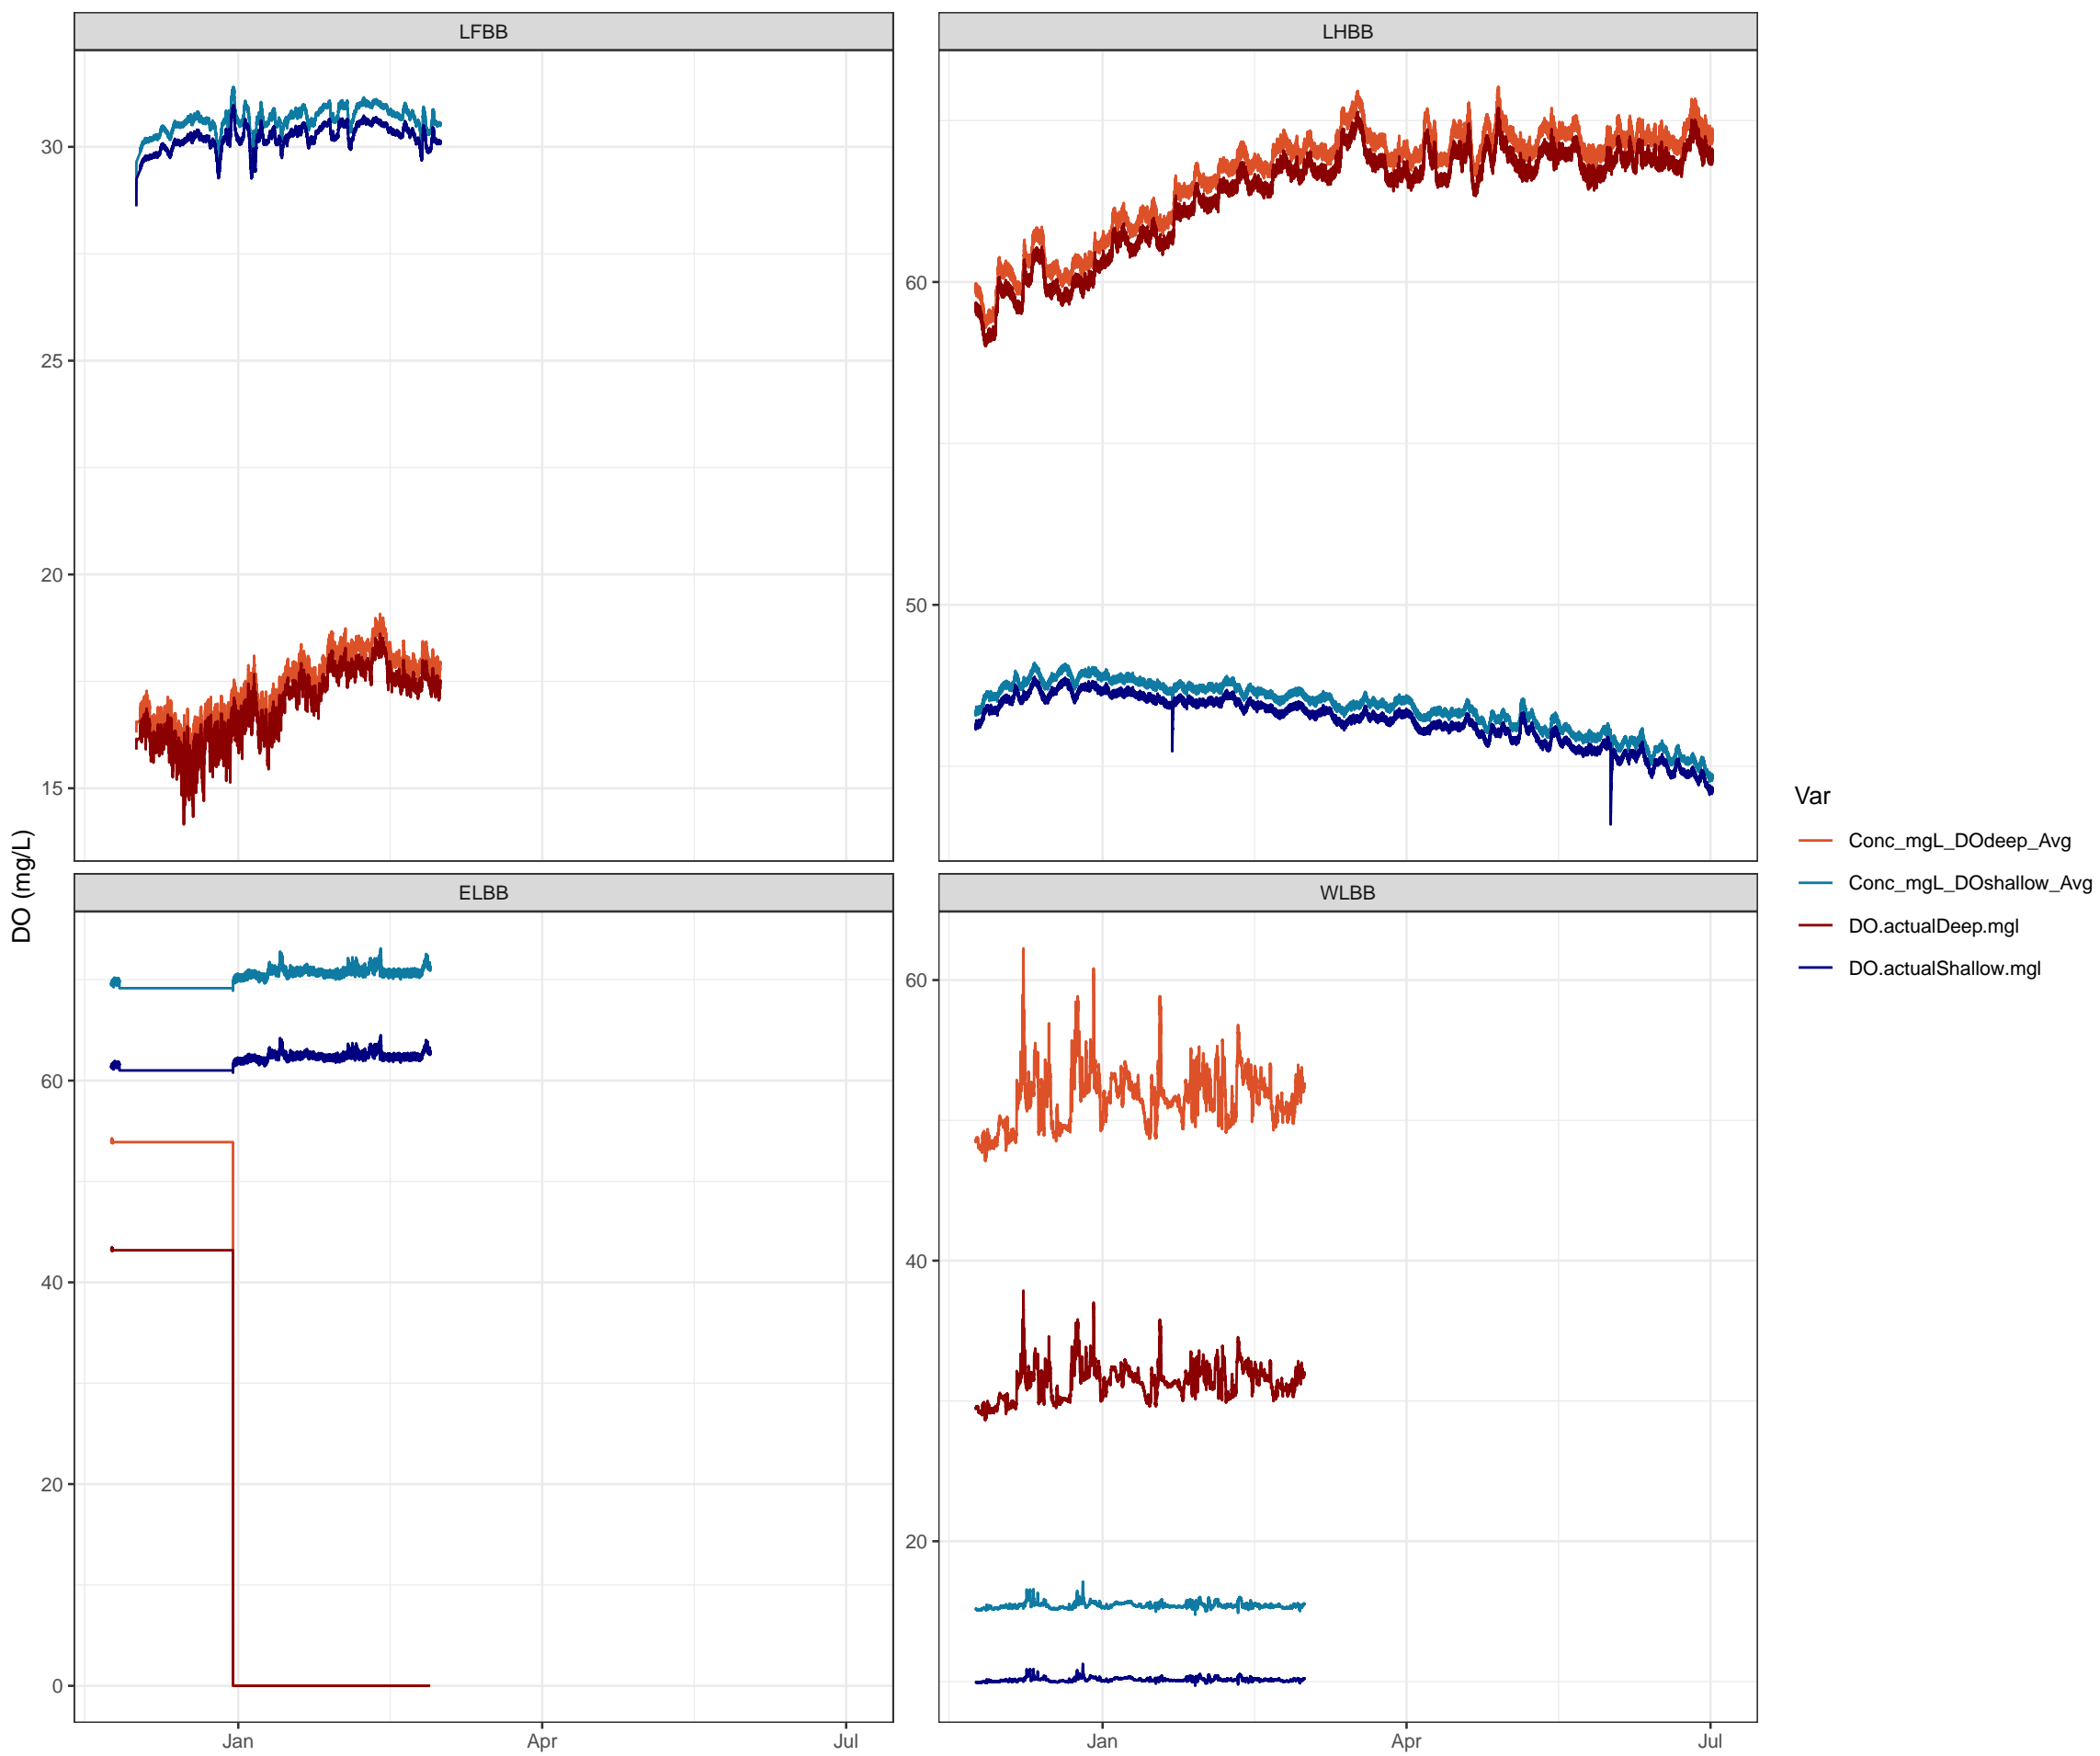 LFBB
LHBB
30
25
20
15
60
50
DO (mg/L)
ELBB
WLBB
60
40
20
0
60
40
20
Jan
Apr
Jul
Jan
Apr
Jul
Var
Conc_mgL_DOdeep_Avg
Conc_mgL_DOshallow_Avg
DO.actualDeep.mgl
DO.actualShallow.mgl